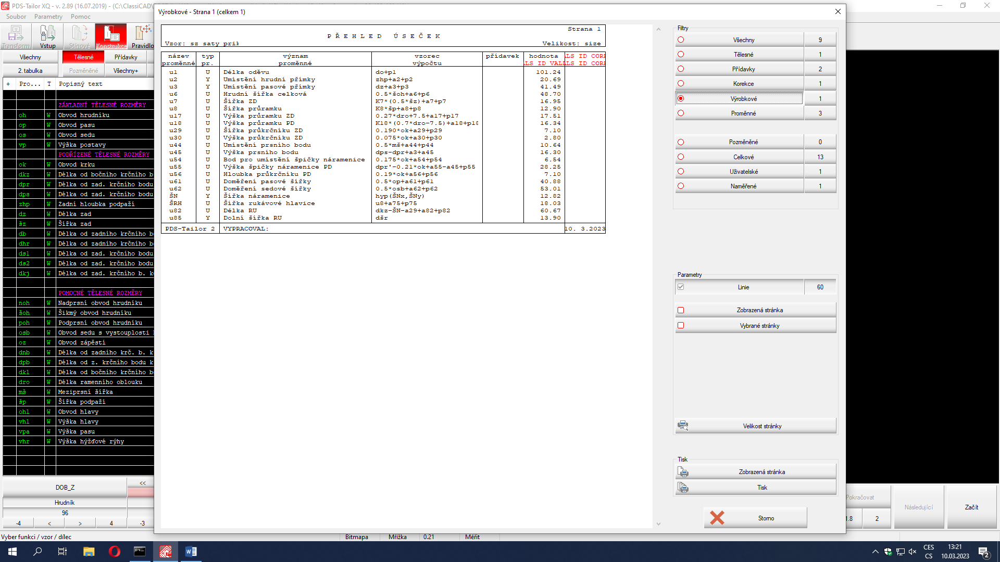 PDS-Tailor XQ - v. 2.89 (16.07.2019) - (C:\ClassiCAD\
Soubor Parametry Pomoc
Transform Vstup Stínové Konstrukce Pravidlo
Všechny Tělesné Přídavky
2. tabulka Pozměněné Všechny+
+ Pro... T Popisný text
ZÁKLADNÍ TĚLESNÉ ROZMĚRY
oh W Obvod hrudníku
op W Obvod pasu
os W Obvod sedu
vp W Výška postavy
PODŘÍZENÉ TĚLESNÉ ROZMĚRY
ok W Obvod krku
dkz W Délka od bočního krčního b
dpr W Délka od zad. krčního bodu
dps W Délka od zad. krčního bodu
zhp W Zadní hloubka podpaží
dz W Délka zad
šz W Šířka zad
db W Délka od zadního krčního b
dhr W Délka od zadního krčního b
ds1 W Délka od zad. krčního bodu
ds2 W Délka od zad. krčního bodu
dkj W Délka od zad. krčního b. k
POMOCNÉ TĚLESNÉ ROZMĚRY
noh W Nadprsní obvod hrudníku
šoh W Šikmý obvod hrudníku
poh W Podprsní obvod hrudníku
osb W Obvod sedu s vystouplostí
oz W Obvod zápěstí
dnb W Délka od zadního krč. b. k
dpb W Délka od z. krčního bodu k
dkl W Délka od bočního krčního b
dro W Délka ramenního oblouku
mš W Meziprsní šířka
šp W Šířka podpaží
ohl W Obvod hlavy
vhl W Výška hlavy
vpa W Výška pasu
vhr W Výška hýžďové rýhy
DOB_Z <<
Hrudník
96
-4 < > 4 -3
Vyber funkci / vzor / dílec Bitmapa Mřížka 0.21 Měřit
Výrobkové - Strana 1 (celkem 1)
Strana 1
PŘEHLED ÚSEČEK
Vzor: sz saty prik Velikost: size
název typ význam vzorec přídavek hodnota LS ID CORI
proměnné pr. proměnné výpočtu LS ID VALU LS ID CORI
u1 U Délka oděvu do+p1 101.24
u2 Y Umístění hrudní přímky zhp+a2+p2 20.69
u3 Y Umístění pasové přímky dz+a3+p3 41.49
u6 U Hrudní šířka celková 0.5*šoh+a6+p6 48.70
u7 U Šířka ZD K7*(0.5*šz)+a7+p7 16.95
u8 U Šířka průramku K8*šp+a8+p8 12.90
u17 U Výška průramku ZD 0.27*dro+7.5+a17+p17 17.51
u18 U Výška průramku PD K18*(0.7*dro-7.5)+a18+p18 16.34
u29 U Šířka průkrčníku ZD 0.190*ok+a29+p29 7.10
u30 U Výška průkrčníku ZD 0.075*ok+a30+p30 2.80
u44 U Umístění prsního bodu 0.5*mš+a44+p44 10.64
u45 U Výška prsního bodu dps-dpr+a3+a45 16.30
u54 U Bod pro umístění špičky náramenice 0.175*ok+a54+p54 6.54
u55 U Výška špičky náramenice PD dpr'-0.21*ok+a55-a45+p55 28.25
u56 U Hloubka průkrčníku PD 0.19*ok+a56+p56 7.10
u61 U Doměření pasové šířky 0.5*op+a61+p61 40.88
u62 U Doměření sedové šířky 0.5*osb+a62+p62 53.01
ŠN Y Šířka náramenice hyp(ŠNx,ŠNy) 12.82
ŠRH U Šířka rukávové hlavice u8+a75+p75 18.03
u82 U Délka RU dkz-ŠN-a29+a82+p82 60.67
u85 Y Dolní šířka RU dšr 13.90
PDS-Tailor 2 VYPRACOVAL: 10. 3.2023
Filtry
Všechny 9
Tělesné 1
Přídavky 2
Korekce 1
Výrobkové 1
Proměnné 3
Pozměněné 0
Celkové 13
Uživatelské 1
Naměřené 1
Parametry
Linie 60
Zobrazená stránka
Vybrané stránky
Velikost stránky
Tisk
Zobrazená stránka
Tisk
Storno
Pokračovat Následující Začít
1.8 2
CES
CS
13:21
10.03.2023
2